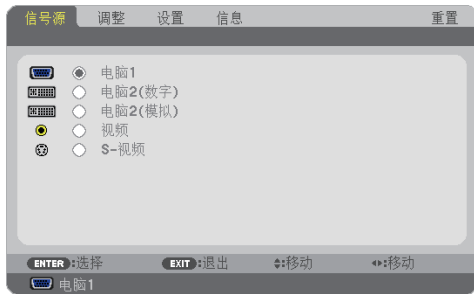 信号源 调整 设置 信息 重置
电脑1
电脑2(数字)
电脑2(模拟)
视频
S-视频
ENTER:选择 EXIT:退出 :移动 :移动
电脑1